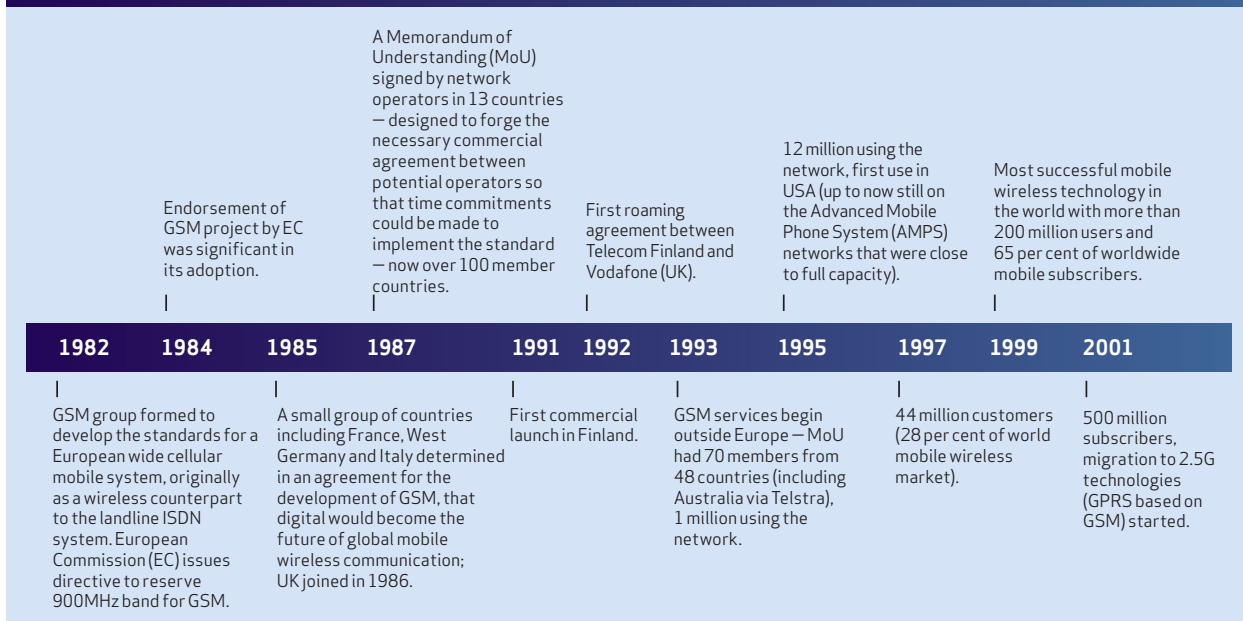 A Memorandum of
Understanding (MoU)
signed by network
operators in 13 countries
— designed to forge the
necessary commercial
agreement between
potential operators so
that time commitments
could be made to
implement the standard
— now over 100 member
countries.
Endorsement of
GSM project by EC
was significant in
its adoption.
First roaming
agreement between
Telecom Finland and
Vodafone (UK).
12 million using the
network, first use in
USA (up to now still on
the Advanced Mobile
Phone System (AMPS)
networks that were close
to full capacity).
Most successful mobile
wireless technology in
the world with more than
200 million users and
65 per cent of worldwide
mobile subscribers.
1982 1984 1985 1987 1991 1992 1993 1995 1997 1999 2001
GSM group formed to
develop the standards for a
European wide cellular
mobile system, originally
as a wireless counterpart
to the landline ISDN
system. European
Commission (EC) issues
directive to reserve
900MHz band for GSM.
A small group of countries
including France, West
Germany and Italy determined
in an agreement for the
development of GSM, that
digital would become the
future of global mobile
wireless communication;
UK joined in 1986.
First commercial
launch in Finland.
GSM services begin
outside Europe — MoU
had 70 members from
48 countries (including
Australia via Telstra),
1 million using the
network.
44 million customers
(28 per cent of world
mobile wireless
market).
500 million
subscribers,
migration to 2.5G
technologies
(GPRS based on
GSM) started.